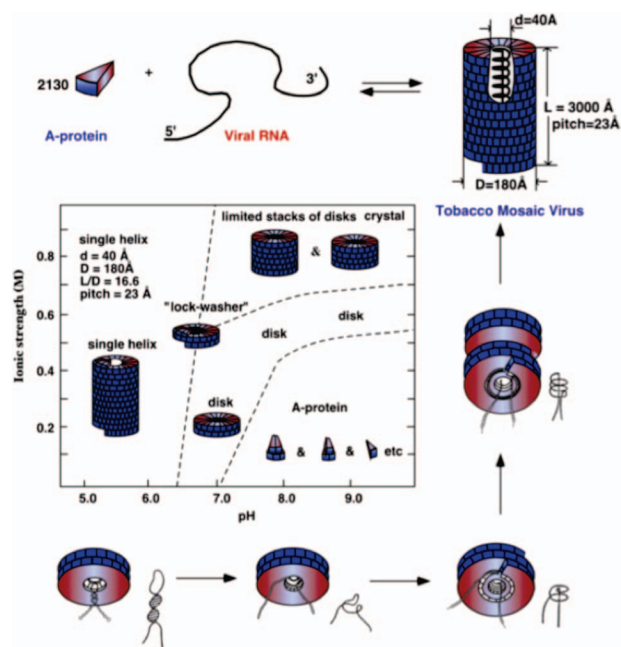 d=40Å
2130
+
3'
5'
A-protein
Viral RNA
L = 3000 Å
pitch=23Å
D=180Å
Tobacco Mosaic Virus
limited stacks of disks
crystal
single helix
d = 40 Å
D = 180Å
L/D = 16.6
pitch = 23 Å
&
"lock-washer"
disk
disk
single helix
disk
A-protein
& & etc
Ionic strength (M)
0.8
0.6
0.4
0.2
5.0 6.0 7.0 8.0 9.0
pH